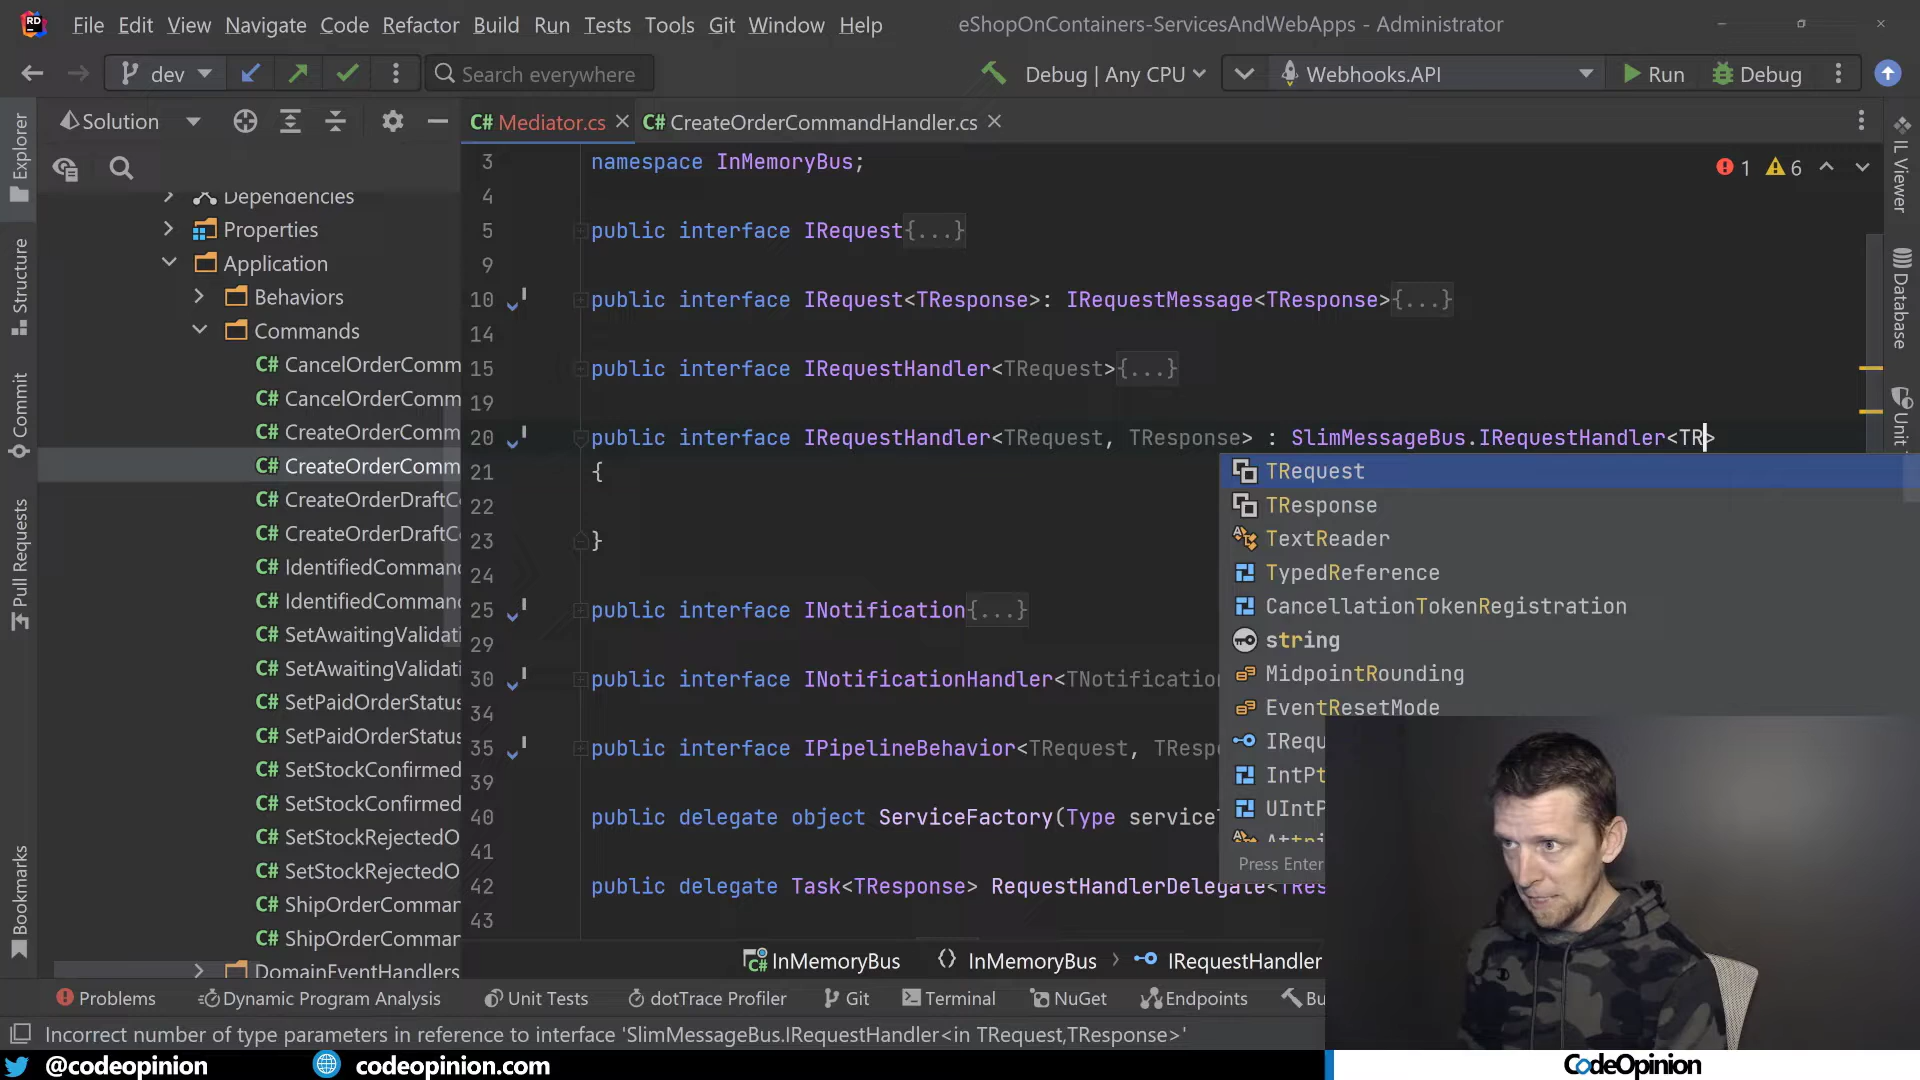 File Edit View Navigate Code Refactor Build Run Tests Tools Git Window Help
eShopOnContainers-ServicesAndWebApps - Administrator
dev
Search everywhere
Debug | Any CPU
Webhooks.API
Run
Debug
Solution
Mediator.cs
CreateOrderCommandHandler.cs
Explorer
Structure
Commit
Pull Requests
Bookmarks
Dependencies
Properties
Application
Behaviors
Commands
C# CancelOrderComm
C# CancelOrderComm
C# CreateOrderComm
C# CreateOrderComm
C# CreateOrderDraftC
C# CreateOrderDraftC
C# IdentifiedComman
C# IdentifiedComman
C# SetAwaitingValidati
C# SetAwaitingValidati
C# SetPaidOrderStatus
C# SetPaidOrderStatus
C# SetStockConfirmed
C# SetStockConfirmed
C# SetStockRejectedO
C# SetStockRejectedO
C# ShipOrderComman
C# ShipOrderComman
DomainEventHandlers
1 6
3 namespace InMemoryBus;
4
5 public interface IRequest{...}
9
10 public interface IRequest<TResponse>: IRequestMessage<TResponse>{...}
14
15 public interface IRequestHandler<TRequest>{...}
19
20 public interface IRequestHandler<TRequest, TResponse> : SlimMessageBus.IRequestHandler<TR>
21 {
22
23 }
24
25 public interface INotification{...}
29
30 public interface INotificationHandler<TNotification
34
35 public interface IPipelineBehavior<TRequest, TRespo
39
40 public delegate object ServiceFactory(Type service
41
42 public delegate Task<TResponse> RequestHandlerDelegate<TRes
43
TRequest
TResponse
TextReader
TypedReference
CancellationTokenRegistration
string
MidpointRounding
EventResetMode
IRequ
IntPt
UIntP
Attri
Press Enter
IL Viewer
Database
Unit
InMemoryBus
InMemoryBus
IRequestHandler
Problems
Dynamic Program Analysis
Unit Tests
dotTrace Profiler
Git
Terminal
NuGet
Endpoints
Bu
Incorrect number of type parameters in reference to interface 'SlimMessageBus.IRequestHandler<in TRequest,TResponse>'
@codeopinion
codeopinion.com
CodeOpinion